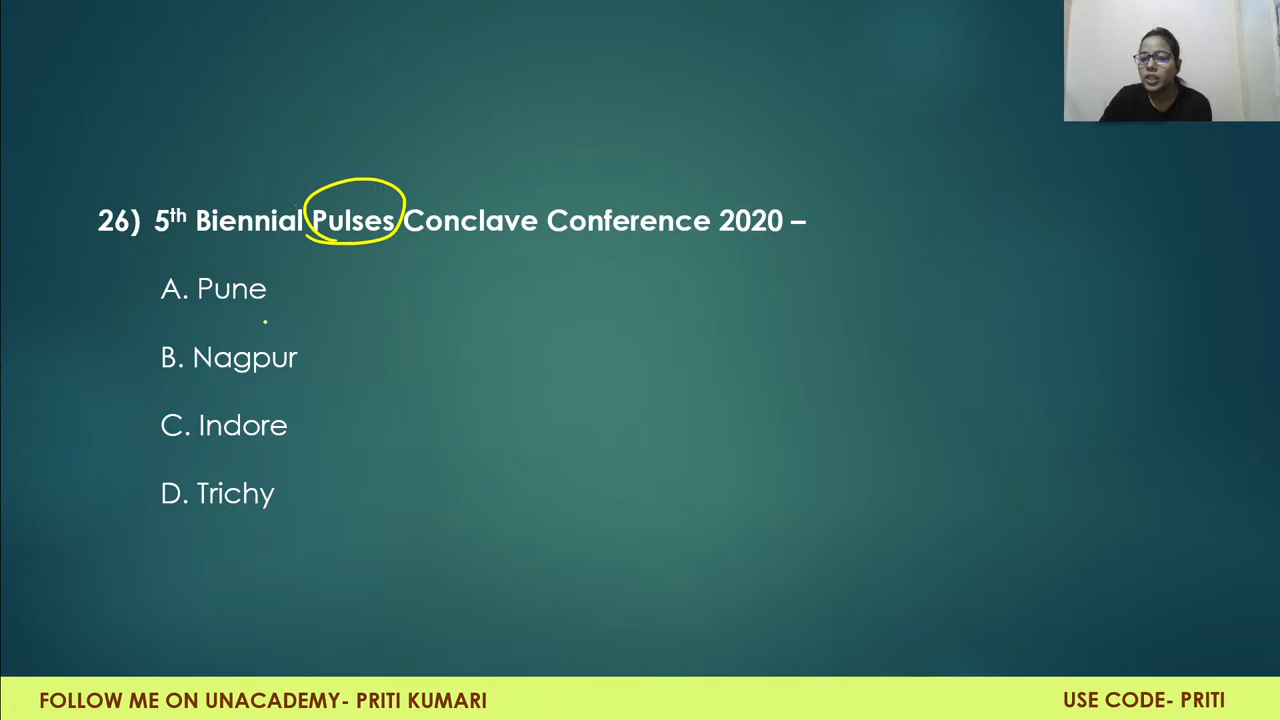 26) 5th Biennial Pulses Conclave Conference 2020 –
A. Pune
B. Nagpur
C. Indore
D. Trichy
FOLLOW ME ON UNACADEMY- PRITI KUMARI
USE CODE- PRITI